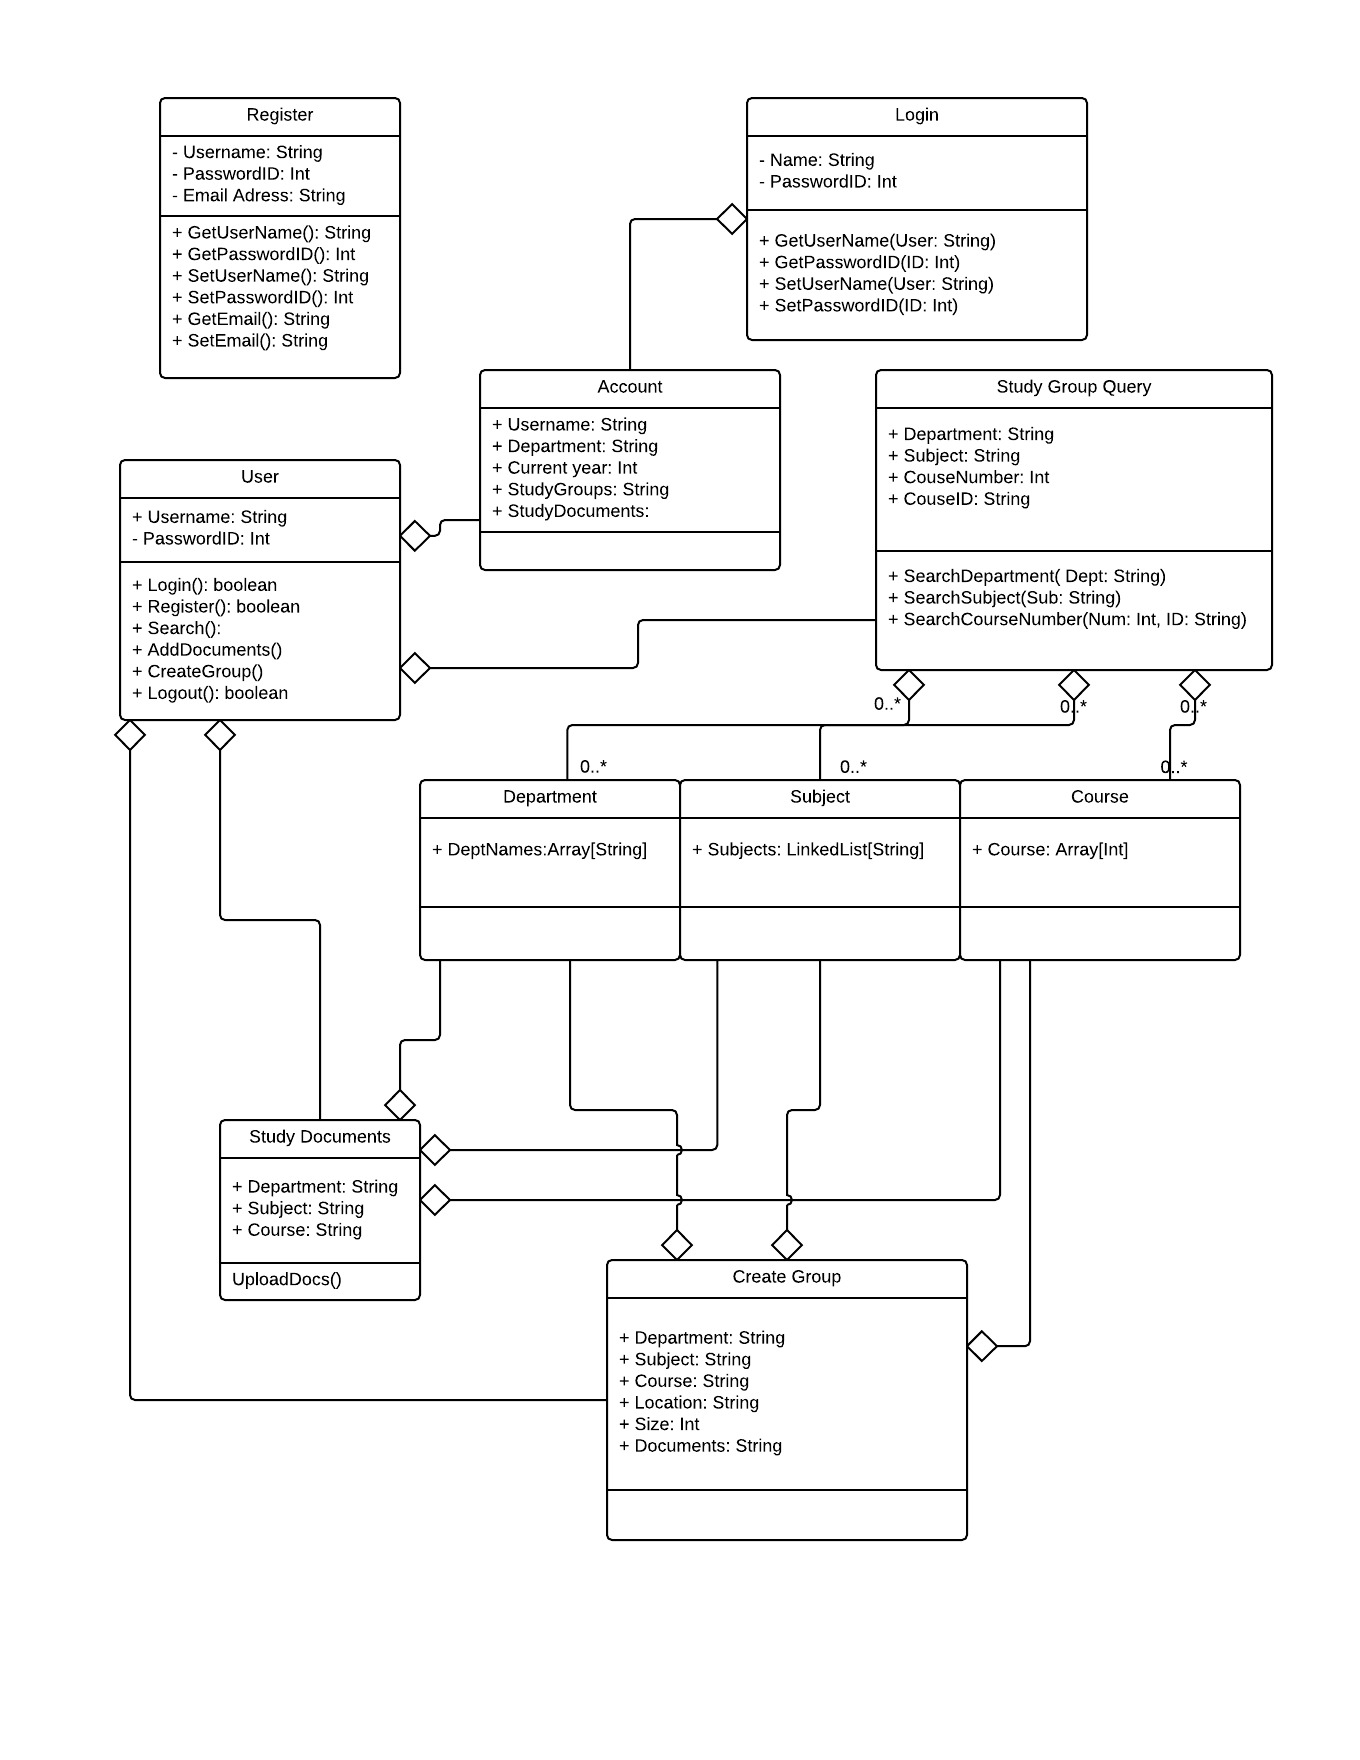 Register
- Username: String
- PasswordID: Int
- Email Adress: String
+ GetUserName(): String
+ GetPasswordID(): Int
+ SetUserName(): String
+ SetPasswordID(): Int
+ GetEmail(): String
+ SetEmail(): String
Login
- Name: String
- PasswordID: Int
+ GetUserName(User: String)
+ GetPasswordID(ID: Int)
+ SetUserName(User: String)
+ SetPasswordID(ID: Int)
Account
+ Username: String
+ Department: String
+ Current year: Int
+ StudyGroups: String
+ StudyDocuments:
Study Group Query
+ Department: String
+ Subject: String
+ CouseNumber: Int
+ CouseID: String
+ SearchDepartment( Dept: String)
+ SearchSubject(Sub: String)
+ SearchCourseNumber(Num: Int, ID: String)
User
+ Username: String
- PasswordID: Int
+ Login(): boolean
+ Register(): boolean
+ Search():
+ AddDocuments()
+ CreateGroup()
+ Logout(): boolean
0..*
0..*
0..*
0..*
0..*
0..*
Department
+ DeptNames:Array[String]
Subject
+ Subjects: LinkedList[String]
Course
+ Course: Array[Int]
Study Documents
+ Department: String
+ Subject: String
+ Course: String
UploadDocs()
Create Group
+ Department: String
+ Subject: String
+ Course: String
+ Location: String
+ Size: Int
+ Documents: String